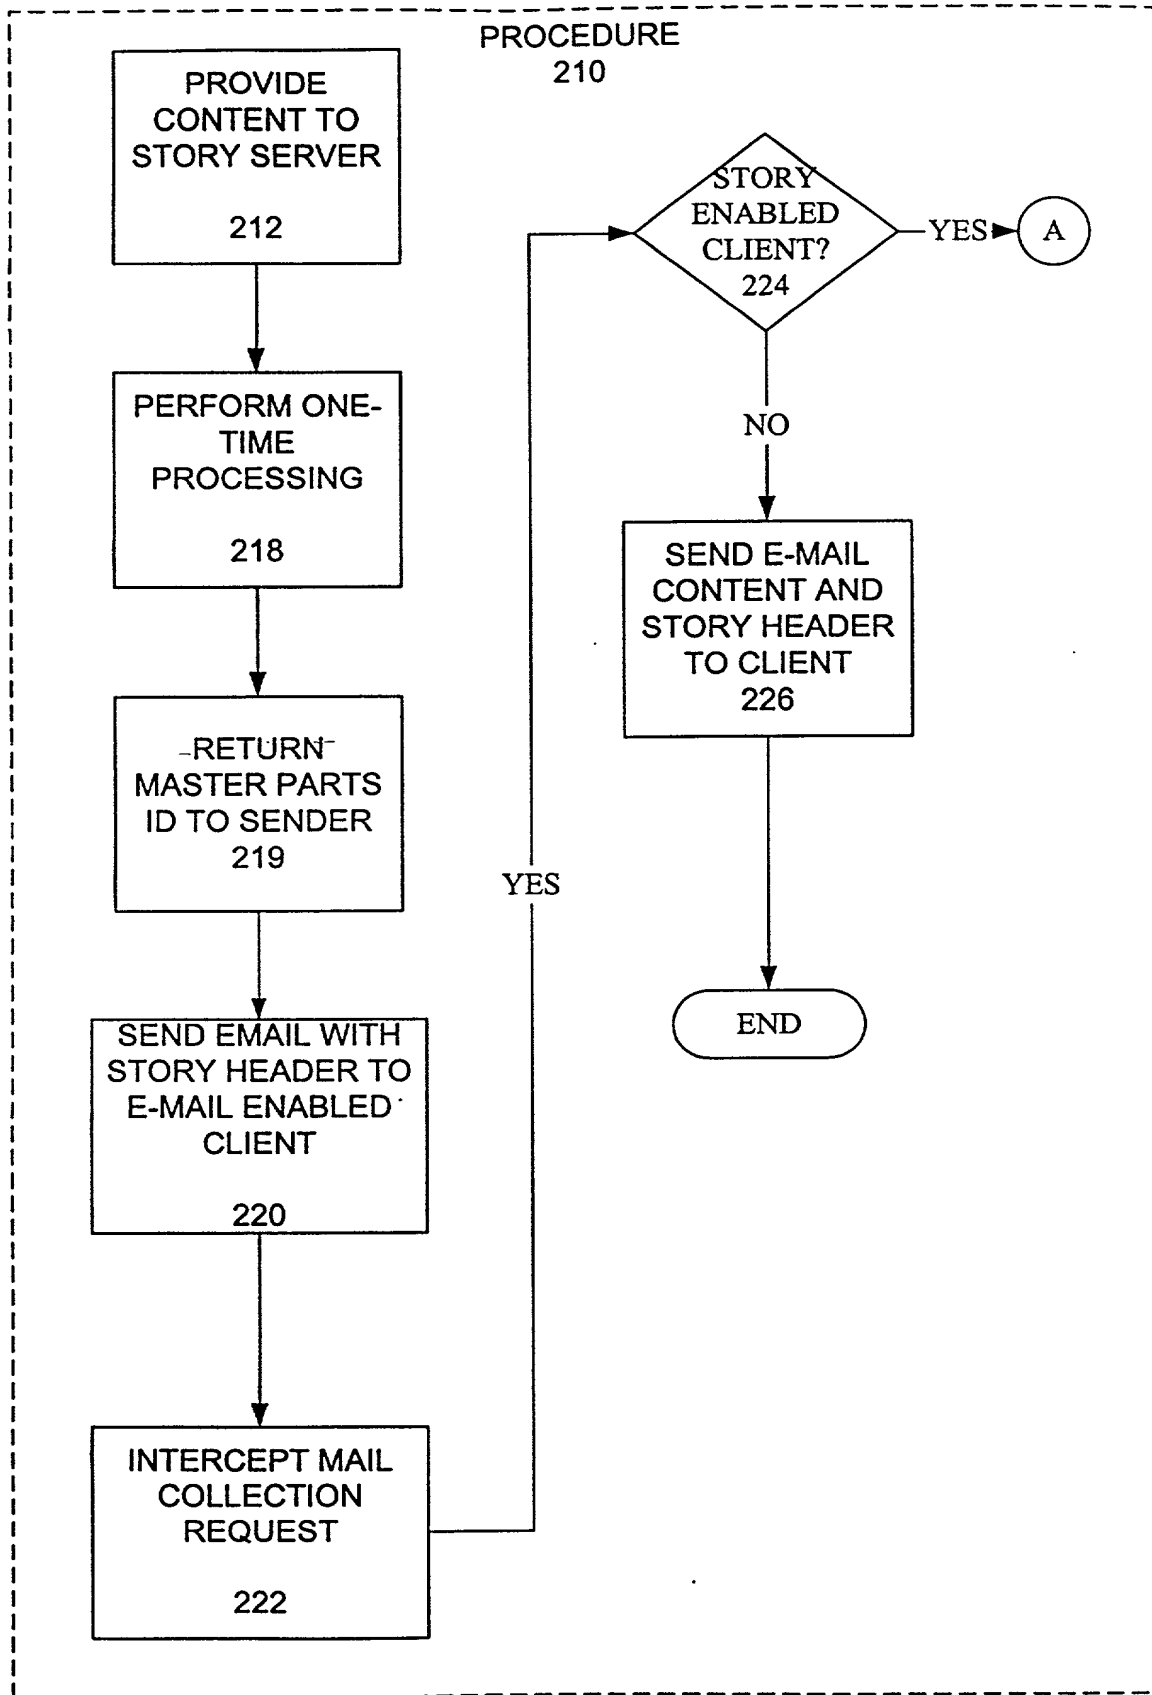 PROCEDURE
210
PROVIDE
CONTENT TO
STORY SERVER
212
PERFORM ONE-
TIME
PROCESSING
218
RETURN
MASTER PARTS
ID TO SENDER
219
SEND EMAIL WITH
STORY HEADER TO
E-MAIL ENABLED
CLIENT
220
INTERCEPT MAIL
COLLECTION
REQUEST
222
YES
STORY
ENABLED
CLIENT?
224
YES
A
NO
SEND E-MAIL
CONTENT AND
STORY HEADER
TO CLIENT
226
END